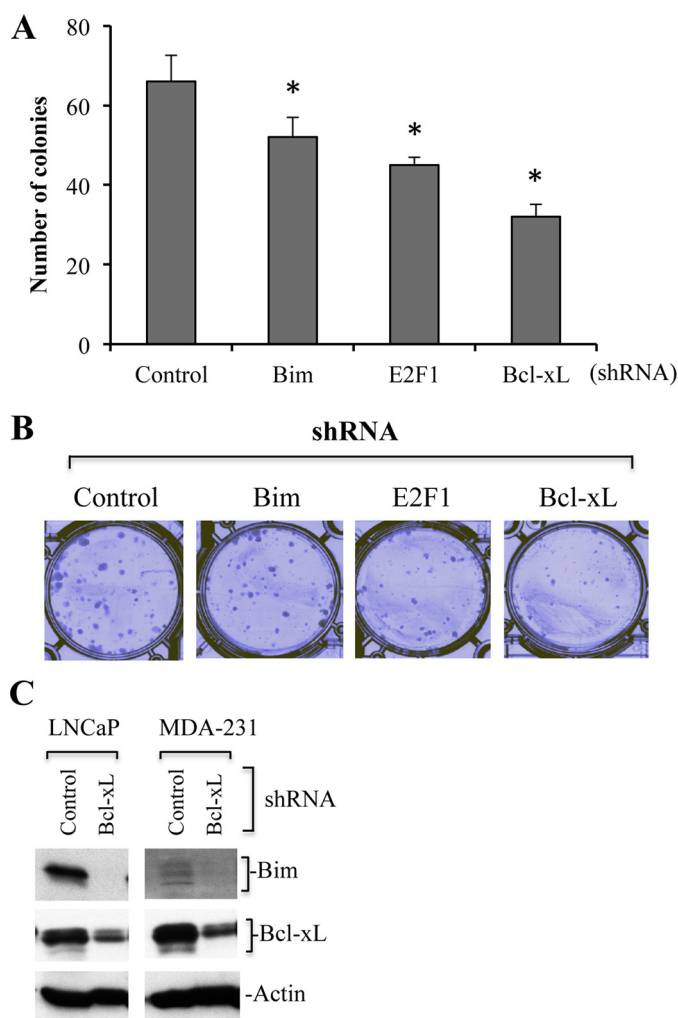 A
80
60
40
20
0
Number of colonies
*
*
*
Control Bim E2F1 Bcl-xL (shRNA)
B
shRNA
Control Bim E2F1 Bcl-xL
C
LNCaP MDA-231
Control Bcl-xL Control Bcl-xL shRNA
-Bim
-Bcl-xL
-Actin